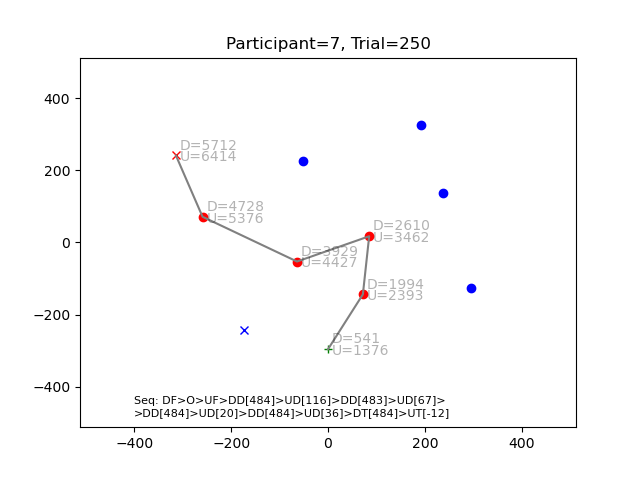 Participant=7, Trial=250
400
200
0
−200
−400
D=5712
U=6414
D=4728
U=5376
D=3929
U=4427
D=2610
U=3462
D=1994
U=2393
D=541
U=1376
Seq: DF>O>UF>DD[484]>UD[116]>DD[483]>UD[67]>
>DD[484]>UD[20]>DD[484]>UD[36]>DT[484]>UT[-12]
−400 −200 0 200 400